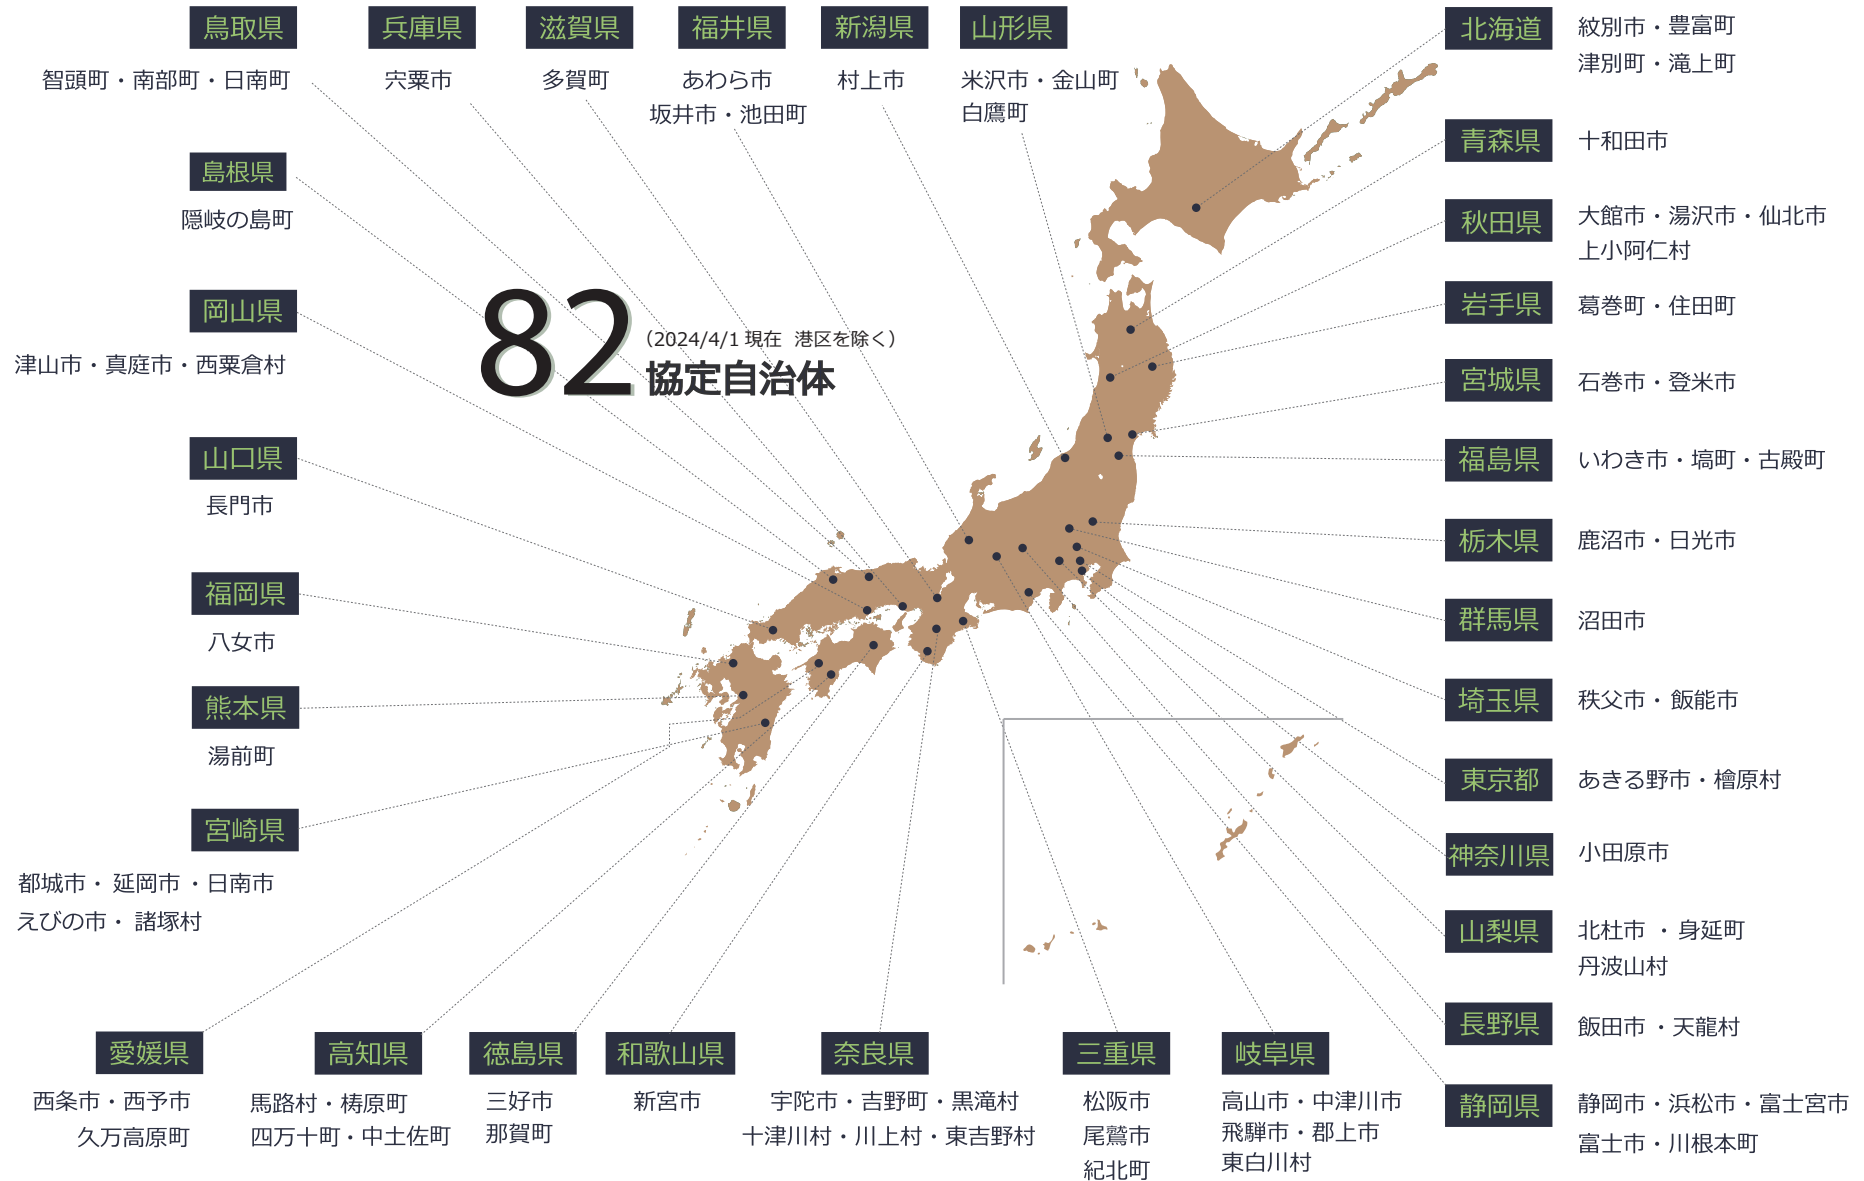 鳥取県
智頭町・南部町・日南町
兵庫県
宍粟市
滋賀県
多賀町
福井県
あわら市
坂井市・池田町
新潟県
村上市
山形県
米沢市・金山町
白鷹町
北海道
紋別市・豊富町
津別町・滝上町
青森県
十和田市
秋田県
大館市・湯沢市・仙北市
上小阿仁村
岩手県
葛巻町・住田町
宮城県
石巻市・登米市
福島県
いわき市・塙町・古殿町
栃木県
鹿沼市・日光市
群馬県
沼田市
埼玉県
秩父市・飯能市
東京都
あきる野市・檜原村
神奈川県
小田原市
山梨県
北杜市・身延町
丹波山村
長野県
飯田市・天龍村
静岡県
静岡市・浜松市・富士宮市
富士市・川根本町
島根県
隠岐の島町
岡山県
津山市・真庭市・西粟倉村
山口県
長門市
福岡県
八女市
熊本県
湯前町
宮崎県
都城市・延岡市・日南市
えびの市・諸塚村
82
（2024/4/1 現在　港区を除く）
協定自治体
愛媛県
西条市・西予市
久万高原町
高知県
馬路村・梼原町
四万十町・中土佐町
徳島県
三好市
那賀町
和歌山県
新宮市
奈良県
宇陀市・吉野町・黒滝村
十津川村・川上村・東吉野村
三重県
松阪市
尾鷲市
紀北町
岐阜県
高山市・中津川市
飛騨市・郡上市
東白川村